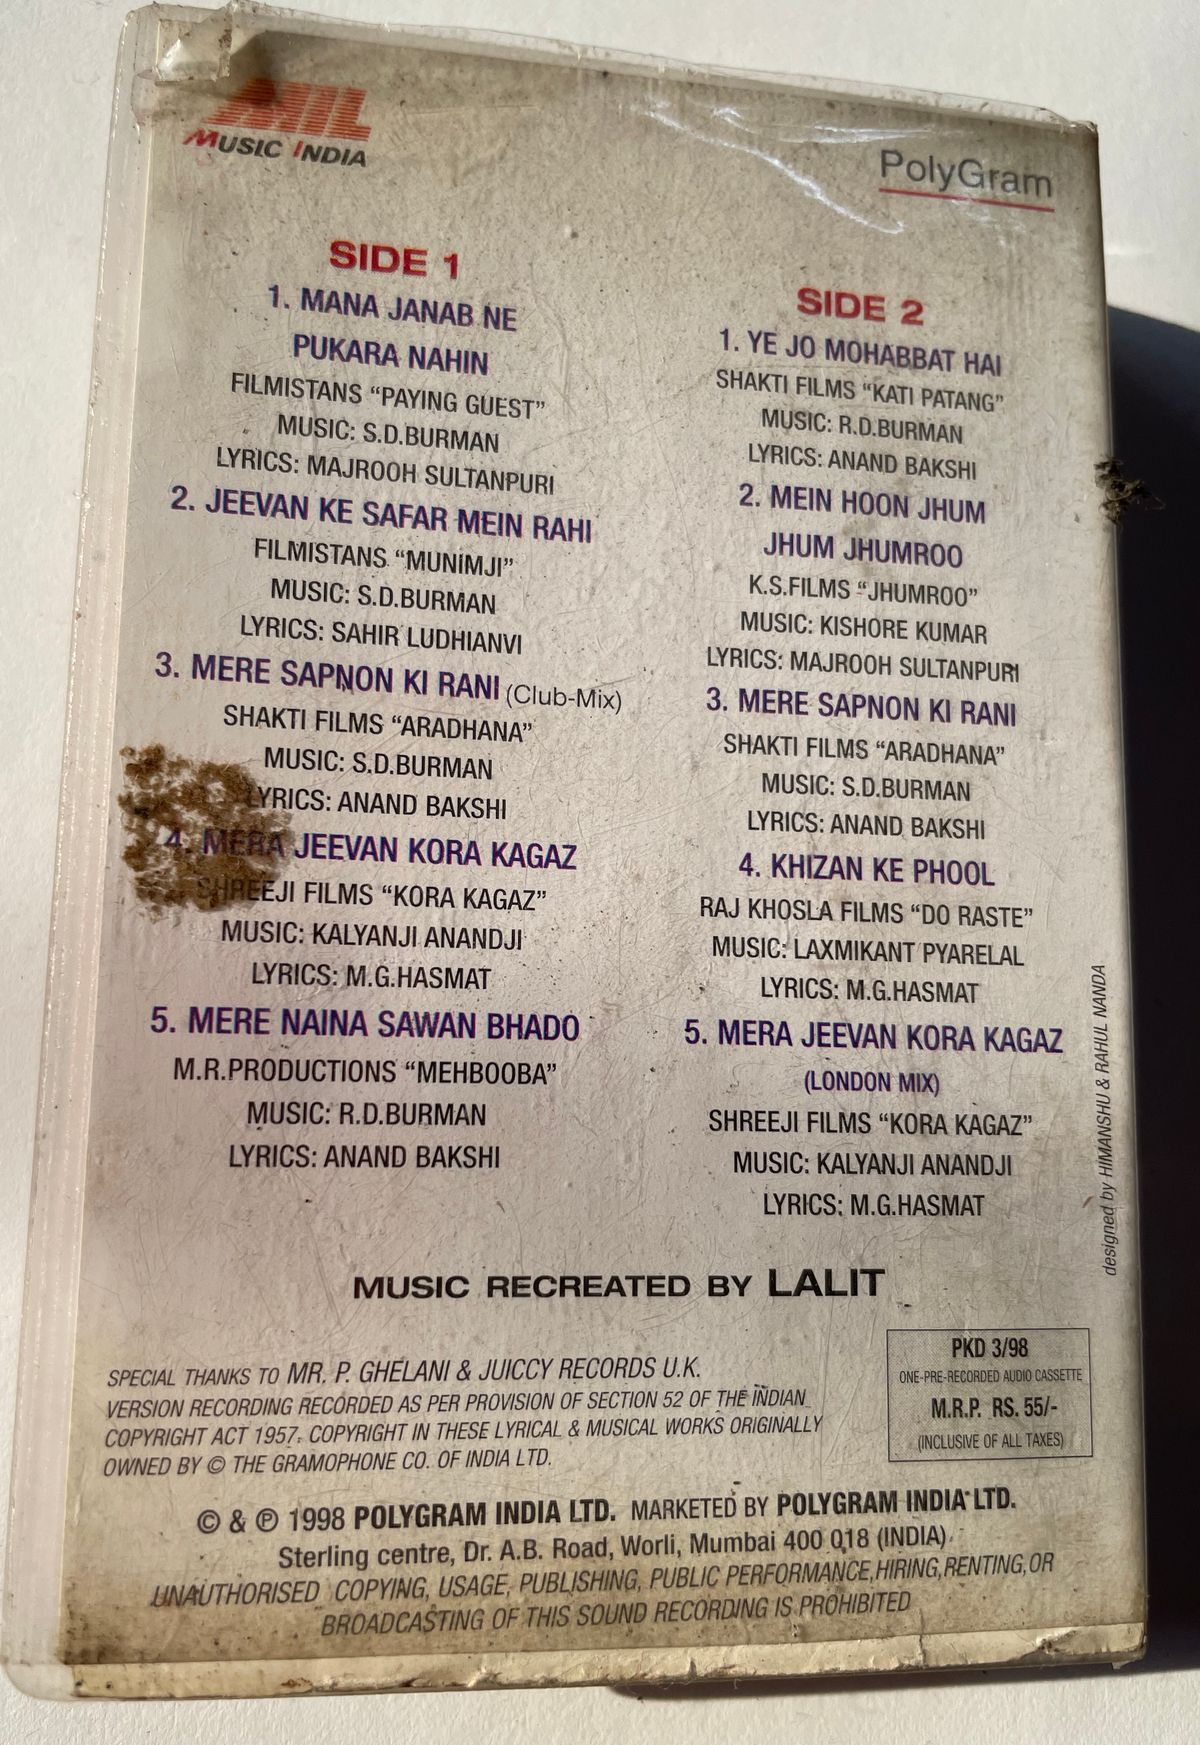 MIL
MUSIC INDIA
PolyGram
SIDE 1
1. MANA JANAB NE
PUKARA NAHIN
FILMISTANS “PAYING GUEST”
MUSIC: S.D.BURMAN
LYRICS: MAJROOH SULTANPURI
2. JEEVAN KE SAFAR MEIN RAHI
FILMISTANS “MUNIMJI”
MUSIC: S.D.BURMAN
LYRICS: SAHIR LUDHIANVI
3. MERE SAPNON KI RANI (Club-Mix)
SHAKTI FILMS “ARADHANA”
MUSIC: S.D.BURMAN
LYRICS: ANAND BAKSHI
4. MERA JEEVAN KORA KAGAZ
SHREEJI FILMS “KORA KAGAZ”
MUSIC: KALYANJI ANANDJI
LYRICS: M.G.HASMAT
5. MERE NAINA SAWAN BHADO
M.R.PRODUCTIONS “MEHBOOBA”
MUSIC: R.D.BURMAN
LYRICS: ANAND BAKSHI
SIDE 2
1. YE JO MOHABBAT HAI
SHAKTI FILMS “KATI PATANG”
MUSIC: R.D.BURMAN
LYRICS: ANAND BAKSHI
2. MEIN HOON JHUM
JHUM JHUMROO
K.S.FILMS “JHUMROO”
MUSIC: KISHORE KUMAR
LYRICS: MAJROOH SULTANPURI
3. MERE SAPNON KI RANI
SHAKTI FILMS “ARADHANA”
MUSIC: S.D.BURMAN
LYRICS: ANAND BAKSHI
4. KHIZAN KE PHOOL
RAJ KHOSLA FILMS “DO RASTE”
MUSIC: LAXMIKANT PYARELAL
LYRICS: M.G.HASMAT
5. MERA JEEVAN KORA KAGAZ
(LONDON MIX)
SHREEJI FILMS “KORA KAGAZ”
MUSIC: KALYANJI ANANDJI
LYRICS: M.G.HASMAT
designed by HIMANSHU & RAHUL NANDA
MUSIC RECREATED BY LALIT
SPECIAL THANKS TO MR. P. GHELANI & JUICCY RECORDS U.K.
VERSION RECORDING RECORDED AS PER PROVISION OF SECTION 52 OF THE INDIAN
COPYRIGHT ACT 1957. COPYRIGHT IN THESE LYRICAL & MUSICAL WORKS ORIGINALLY
OWNED BY © THE GRAMOPHONE CO. OF INDIA LTD.
PKD 3/98
ONE-PRE-RECORDED AUDIO CASSETTE
M.R.P. RS. 55/-
(INCLUSIVE OF ALL TAXES)
© & ℗ 1998 POLYGRAM INDIA LTD. MARKETED BY POLYGRAM INDIA LTD.
Sterling centre, Dr. A.B. Road, Worli, Mumbai 400 018 (INDIA).
UNAUTHORISED COPYING, USAGE, PUBLISHING, PUBLIC PERFORMANCE, HIRING, RENTING, OR
BROADCASTING OF THIS SOUND RECORDING IS PROHIBITED